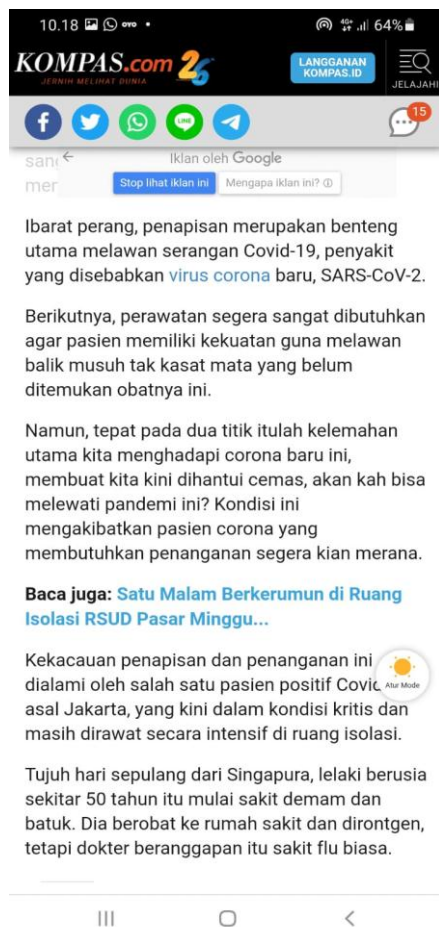 10.18
ovo
4G+
64%
KOMPAS.com 26
JERNIH MELIHAT DUNIA
LANGGANAN
KOMPAS.ID
JELAJAHI
LINE
15
Iklan oleh Google
Stop lihat iklan ini Mengapa iklan ini?
Ibarat perang, penapisan merupakan benteng
utama melawan serangan Covid-19, penyakit
yang disebabkan virus corona baru, SARS-CoV-2.
Berikutnya, perawatan segera sangat dibutuhkan
agar pasien memiliki kekuatan guna melawan
balik musuh tak kasat mata yang belum
ditemukan obatnya ini.
Namun, tepat pada dua titik itulah kelemahan
utama kita menghadapi corona baru ini,
membuat kita kini dihantui cemas, akan kah bisa
melewati pandemi ini? Kondisi ini
mengakibatkan pasien corona yang
membutuhkan penanganan segera kian merana.
Baca juga: Satu Malam Berkerumun di Ruang
Isolasi RSUD Pasar Minggu...
Kekacauan penapisan dan penanganan ini
dialami oleh salah satu pasien positif Covid
Atur Mode
asal Jakarta, yang kini dalam kondisi kritis dan
masih dirawat secara intensif di ruang isolasi.
Tujuh hari sepulang dari Singapura, lelaki berusia
sekitar 50 tahun itu mulai sakit demam dan
batuk. Dia berobat ke rumah sakit dan dirontgen,
tetapi dokter beranggapan itu sakit flu biasa.